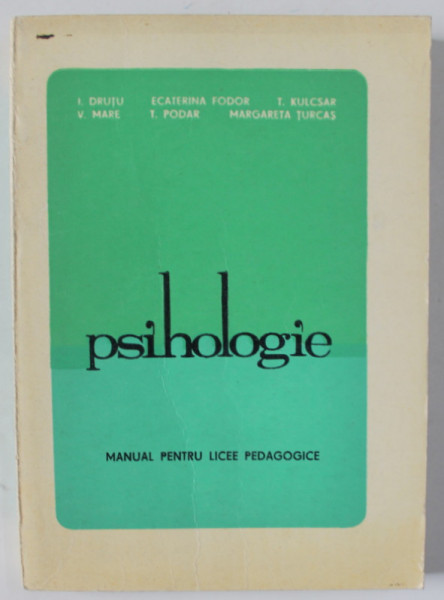 I. DRUȚU ECATERINA FODOR T. KULCSAR
V. MARE T. PODAR MARGARETA ȚURCAȘ
psihologie
MANUAL PENTRU LICEE PEDAGOGICE